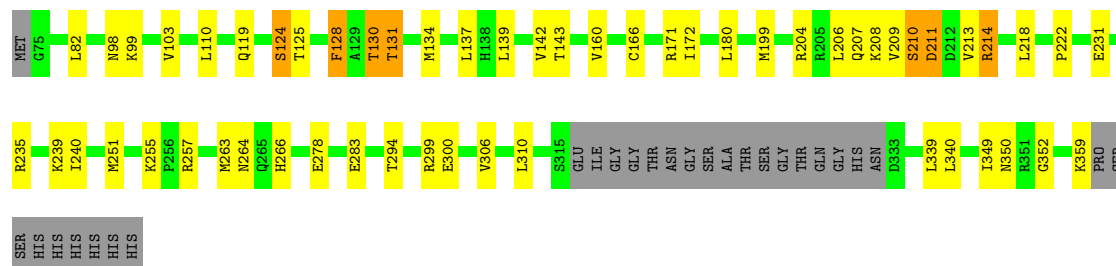 MET G75 L82 N98 K99 V103 L110 Q119 S124 T125 F128 A129 T130 T131 M134 L137 H138 L139 V142 T143 V160 C166 R171 I172 L180 M199 R204 R205 L206 Q207 K208 V209 S210 D211 D212 V213 R214 L218 P222 E231
R235 K239 I240 M251 K255 P256 R257 M263 N264 Q265 H266 E278 E283 T294 R299 E300 V306 L310 S315 GLU ILE GLY GLY THR ASN GLY SER ALA THR SER GLY THR GLN GLY HIS ASN D333 L339 L340 I349 N350 R351 G352 K359 PRO
SER HIS HIS HIS HIS HIS HIS